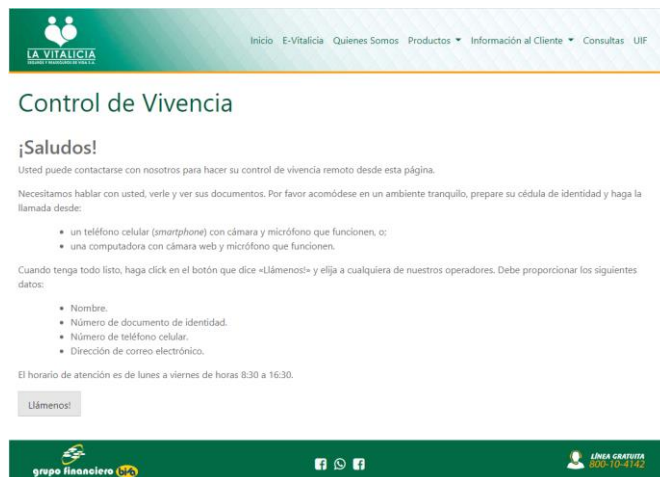 LA VITALICIA
SEGUROS Y REASEGUROS DE VIDA S.A.
Inicio E-Vitalicia Quienes Somos Productos Información al Cliente Consultas UIF
Control de Vivencia
¡Saludos!
Usted puede contactarse con nosotros para hacer su control de vivencia remoto desde esta página.
Necesitamos hablar con usted, verle y ver sus documentos. Por favor acomódese en un ambiente tranquilo, prepare su cédula de identidad y haga la
llamada desde:
• un teléfono celular (smartphone) con cámara y micrófono que funcionen, o;
• una computadora con cámara web y micrófono que funcionen.
Cuando tenga todo listo, haga click en el botón que dice «Llámenos!» y elija a cualquiera de nuestros operadores. Debe proporcionar los siguientes
datos:
• Nombre.
• Número de documento de identidad.
• Número de teléfono celular.
• Dirección de correo electrónico.
El horario de atención es de lunes a viernes de horas 8:30 a 16:30.
Llámenos!
grupo financiero bisb
LÍNEA GRATUITA
800-10-4142